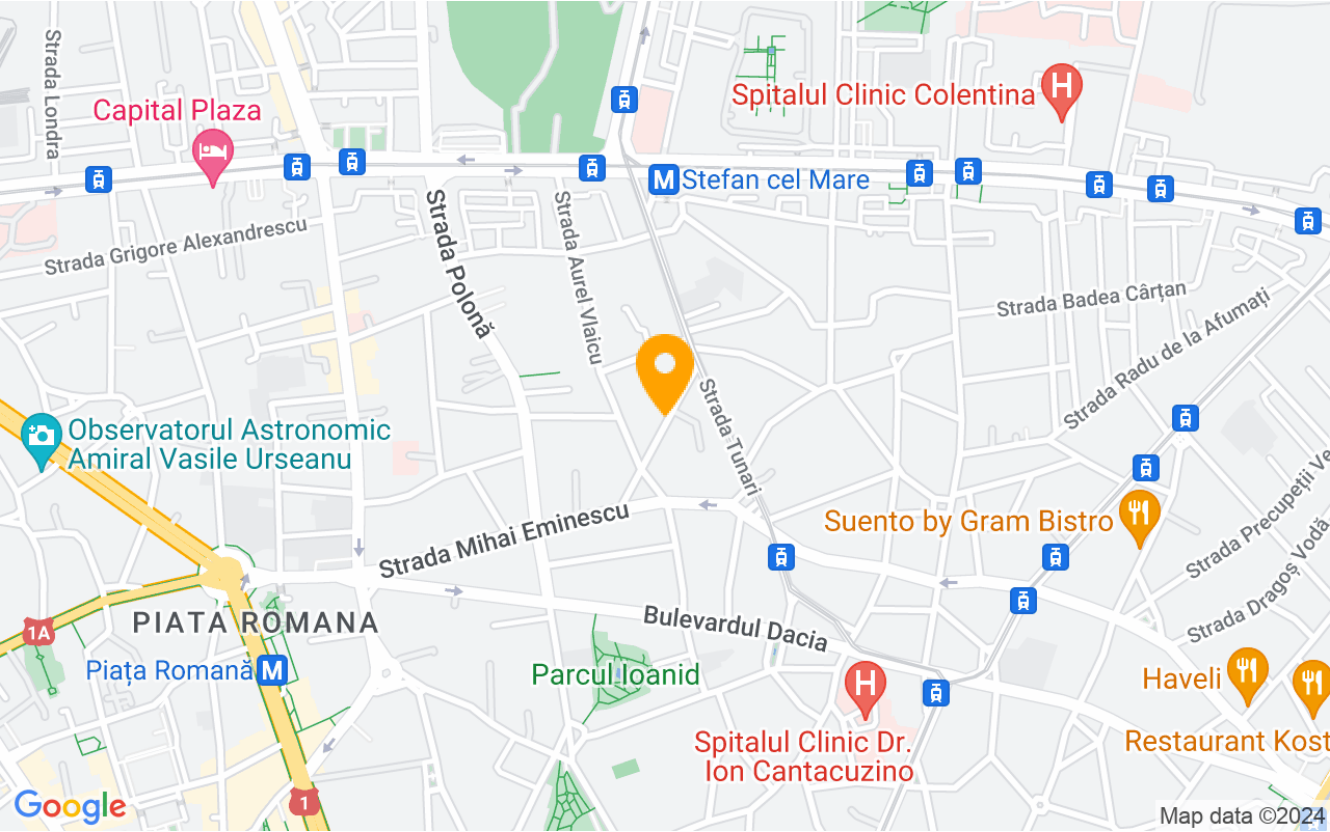 Strada Londra
Capital Plaza
Spitalul Clinic Colentina
H
M
Stefan cel Mare
Strada Grigore Alexandrescu
Strada Polonă
Strada Aurel Vlaicu
Strada Badea Cârțan
Strada Radu de la Afumați
Strada Tunari
Observatorul Astronomic
Amiral Vasile Urseanu
Strada Mihai Eminescu
Suento by Gram Bistro
Strada Precupeții Ve
Strada Dragoș Vodă
1A
PIATA ROMANA
Bulevardul Dacia
Piața Romană
M
Parcul Ioanid
H
Haveli
Spitalul Clinic Dr.
Ion Cantacuzino
Restaurant Kost
1
Google
Map data ©2024